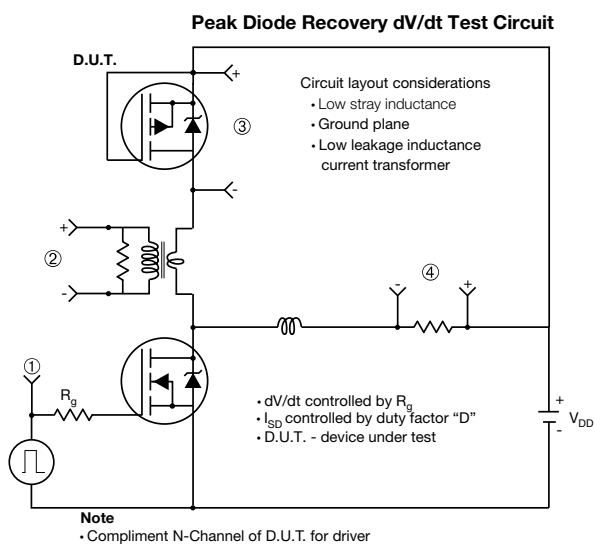 Peak Diode Recovery dV/dt Test Circuit
D.U.T.
+
Circuit layout considerations
• Low stray inductance
• Ground plane
• Low leakage inductance
current transformer
③
-
+
②
-
④
-
+
①
Rg
• dV/dt controlled by Rg
• ISD controlled by duty factor “D”
• D.U.T. - device under test
+
VDD
-
Note
• Compliment N-Channel of D.U.T. for driver